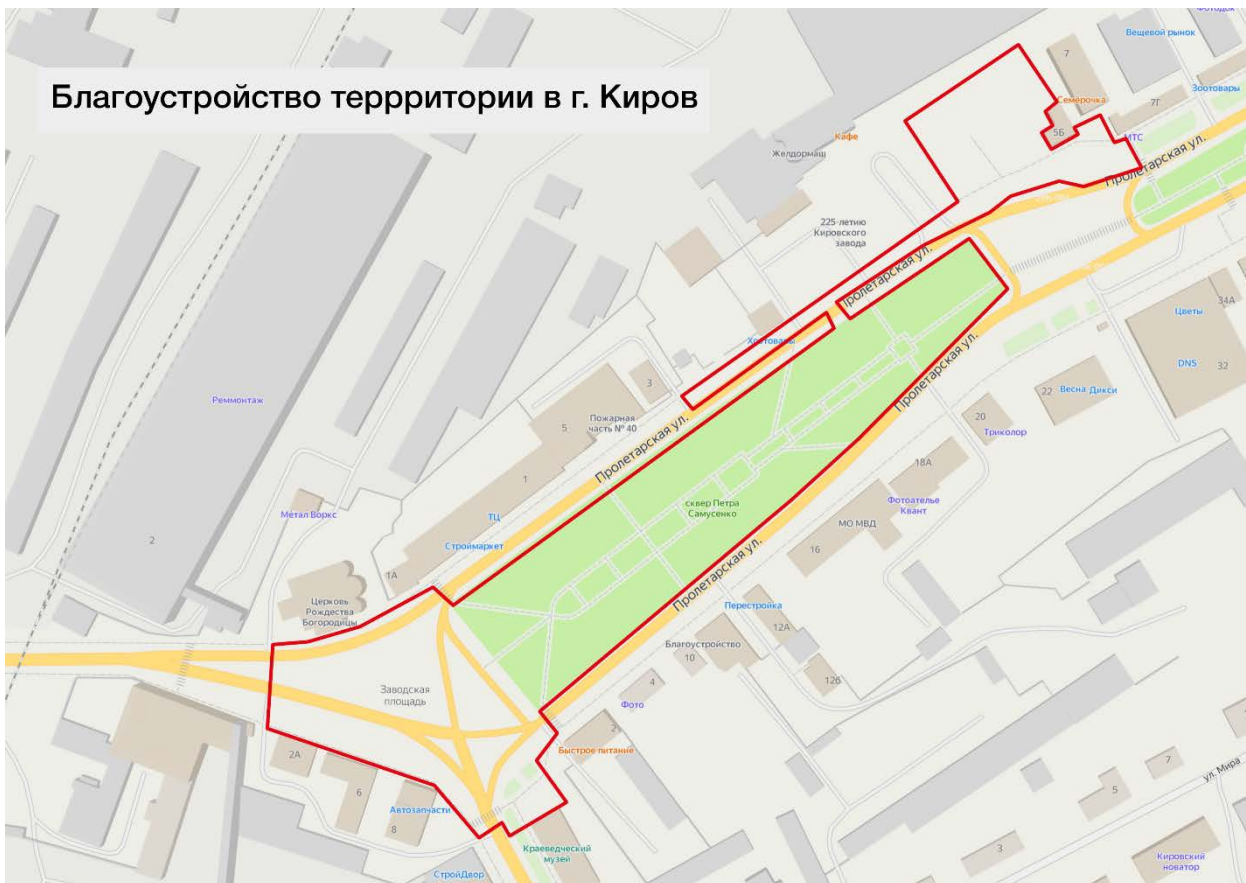 Благоустройство террритории в г. Киров
Фотодок
Вещевой рынок
7
Семёрочка
7Г
Зоотовары
5Б
МТС
Кафе
Желдормаш
Пролетарская ул.
225-летию
Кировского
завода
Пролетарская ул.
Хозтовары
34А
Цветы
DNS
32
Пролетарская ул.
22
Весна Дикси
20
Триколор
3
Пожарная
часть № 40
5
Реммонтаж
Пролетарская ул.
1
18А
Фотоателье
Квант
сквер Петра
Самусенко
МО МВД
ТЦ
Метал Воркс
2
Строймаркет
16
Пролетарская ул.
1А
Церковь
Рождества
Богородицы
Перестройка
12А
Благоустройство
10
12б
4
Заводская
площадь
Фото
2
Быстрое питание
2А
6
Автозапчасти
8
ул. Мира
7
5
3
Краеведческий
музей
Кировский
новатор
СтройДвор